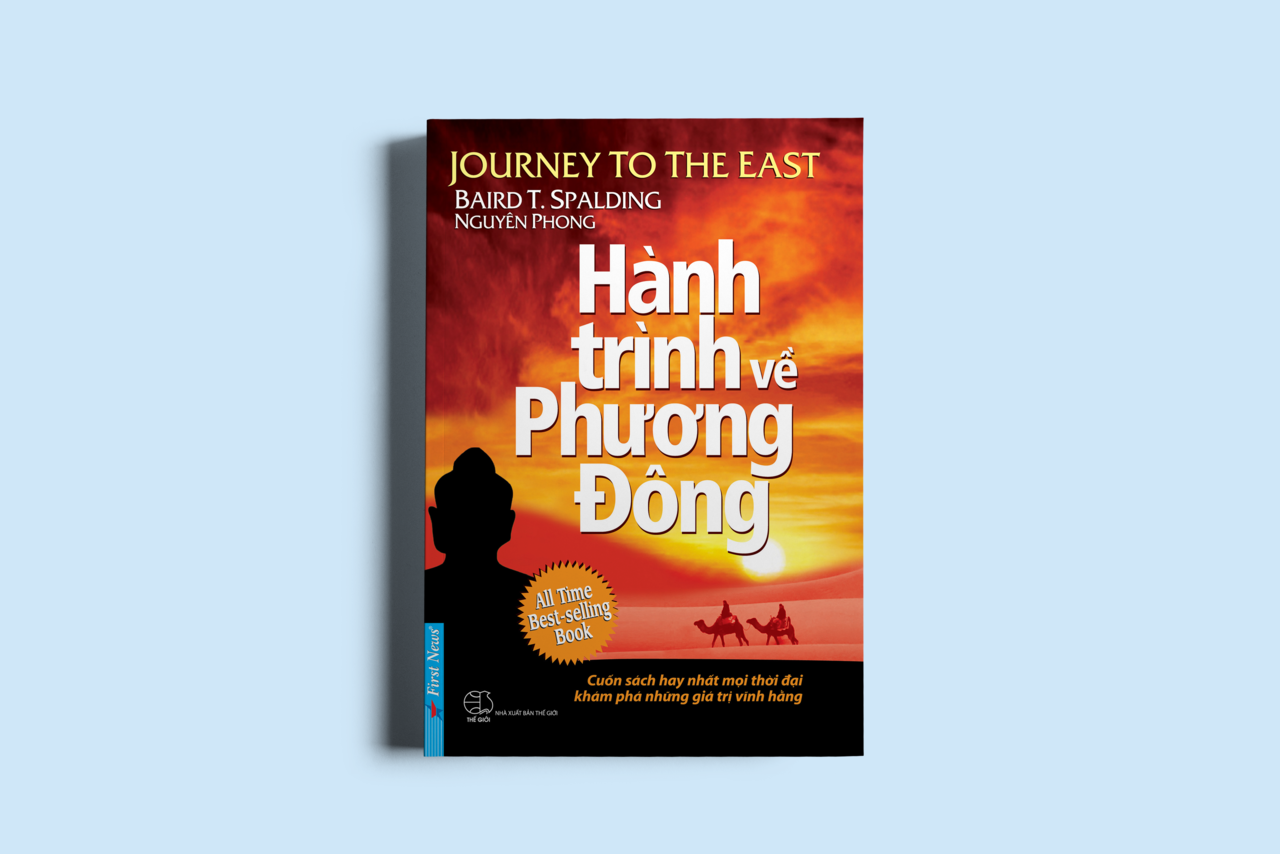 JOURNEY TO THE EAST
BAIRD T. SPALDING
NGUYÊN PHONG
Hành
trình về
Phương
Đông
All Time
Best-selling
Book
Cuốn sách hay nhất mọi thời đại
khám phá những giá trị vĩnh hằng
First News®
THẾ GIỚI
NHÀ XUẤT BẢN THẾ GIỚI